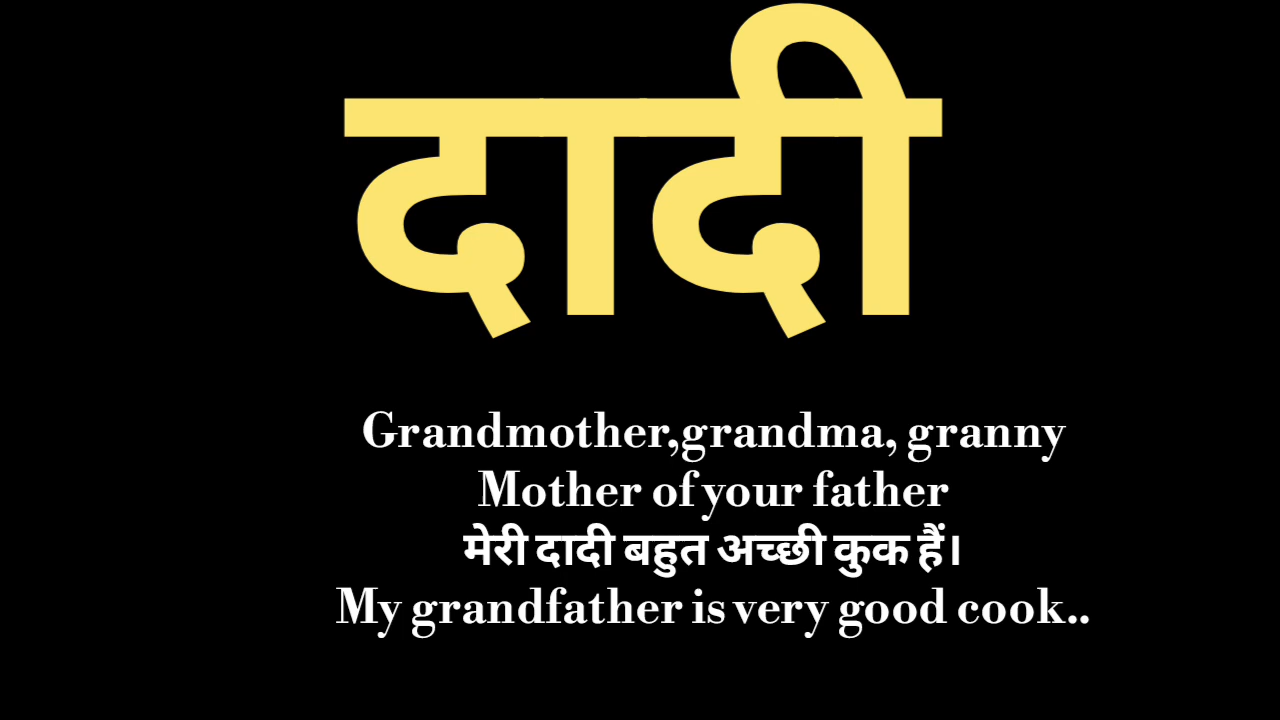 दादी
Grandmother,grandma, granny
Mother of your father
मेरी दादी बहुत अच्छी कुक हैं।
My grandfather is very good cook..